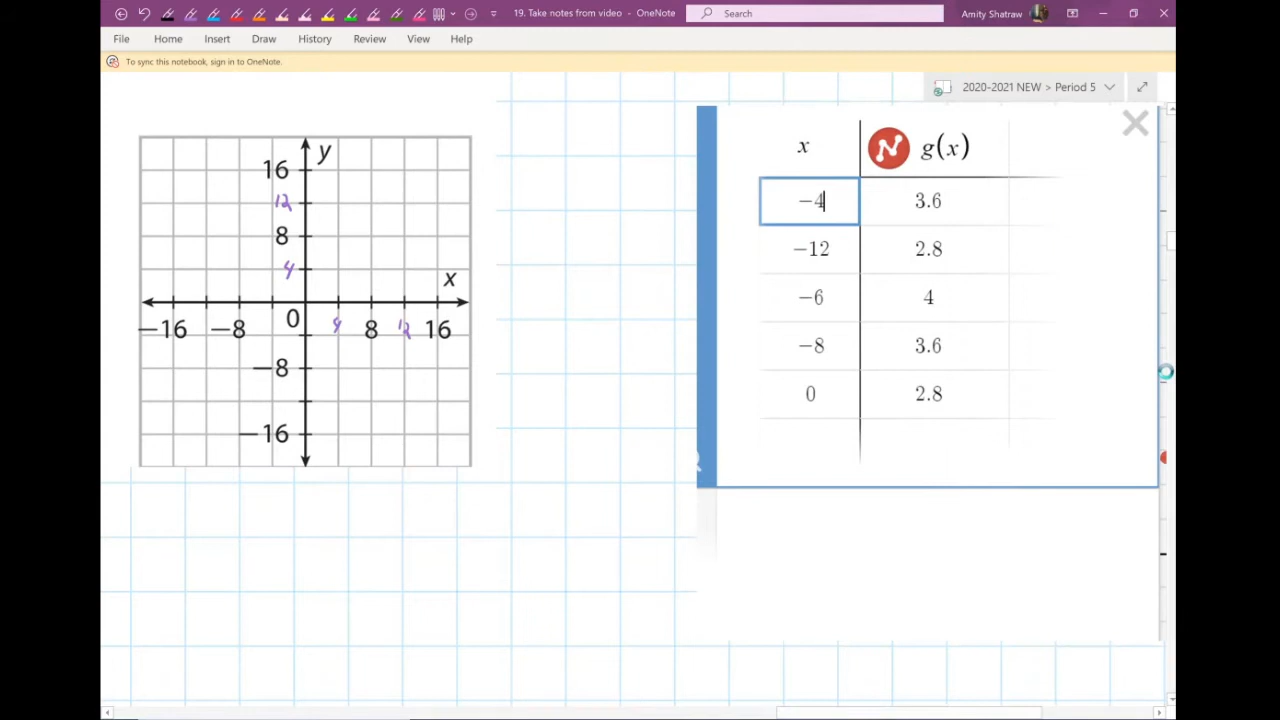 19. Take notes from video - OneNote
Search
Amity Shatraw
File Home Insert Draw History Review View Help
To sync this notebook, sign in to OneNote.
2020-2021 NEW > Period 5
y
16
12
8
4
x
-16 -8 0 4 8 12 16
-8
-16
x g(x)
-4 3.6
-12 2.8
-6 4
-8 3.6
0 2.8